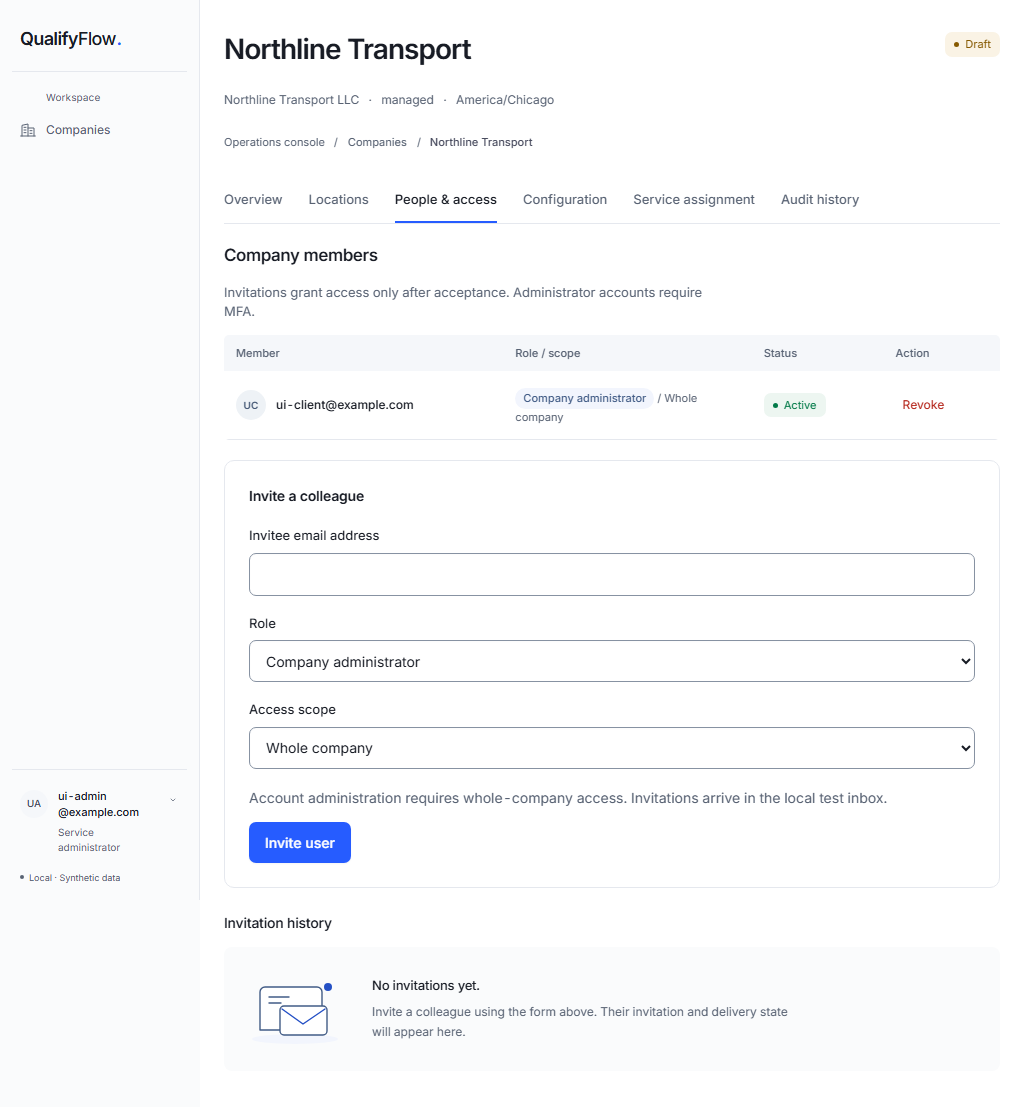 QualifyFlow.
Workspace
Companies
ui-admin
@example.com
UA
Service
administrator
Local · Synthetic data
Northline Transport
Draft
Northline Transport LLC · managed · America/Chicago
Operations console / Companies / Northline Transport
Overview Locations People & access Configuration Service assignment Audit history
Company members
Invitations grant access only after acceptance. Administrator accounts require
MFA.
Member Role / scope Status Action
UC ui-client@example.com Company administrator / Whole
company
Active Revoke
Invite a colleague
Invitee email address
Role
Company administrator
Access scope
Whole company
Account administration requires whole-company access. Invitations arrive in the local test inbox.
Invite user
Invitation history
No invitations yet.
Invite a colleague using the form above. Their invitation and delivery state
will appear here.